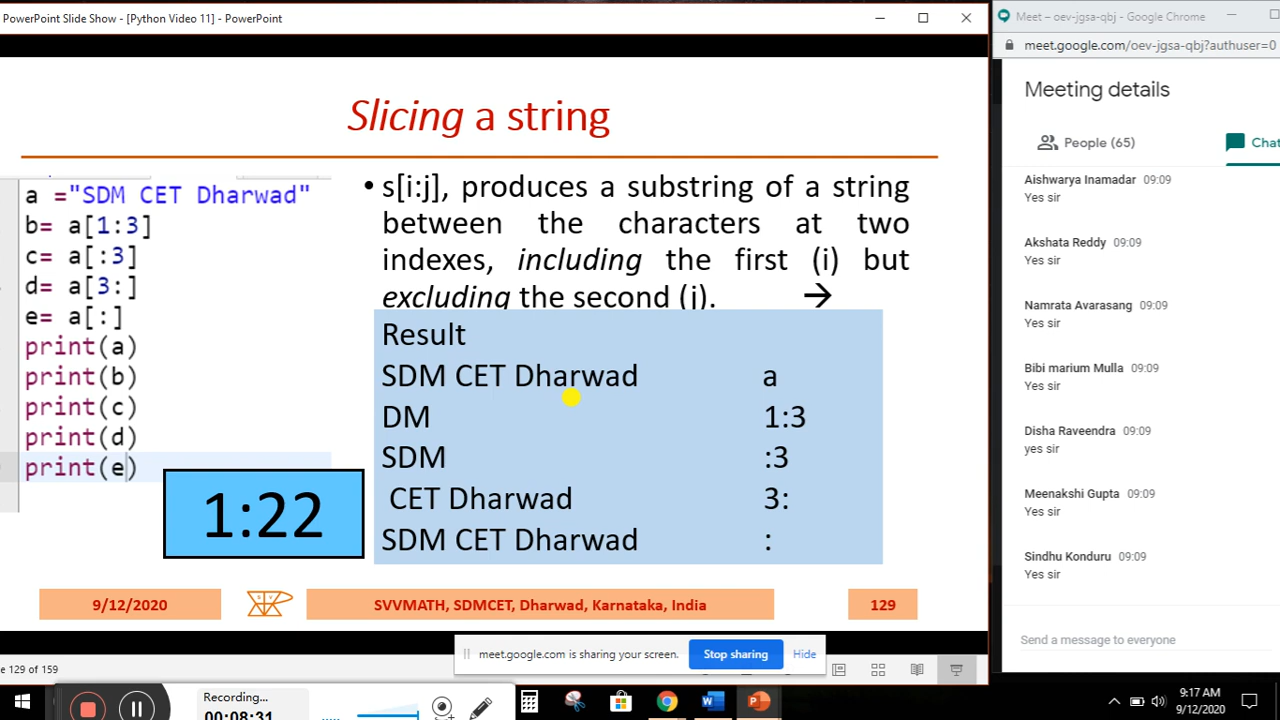 PowerPoint Slide Show - [Python Video 11] - PowerPoint
Slicing a string
a ="SDM CET Dharwad"
b= a[1:3]
c= a[:3]
d= a[3:]
e= a[:]
print(a)
print(b)
print(c)
print(d)
print(e)
• s[i:j], produces a substring of a string
between the characters at two
indexes, including the first (i) but
excluding the second (j). →
Result
SDM CET Dharwad a
DM 1:3
SDM :3
CET Dharwad 3:
SDM CET Dharwad :
1:22
9/12/2020
SVVMATH, SDMCET, Dharwad, Karnataka, India
129
meet.google.com is sharing your screen. Stop sharing Hide
e 129 of 159
Recording...
00:08:31
Meet – oev-jgsa-qbj - Google Chrome
meet.google.com/oev-jgsa-qbj?authuser=0
Meeting details
People (65)
Chat
Aishwarya Inamadar 09:09
Yes sir
Akshata Reddy 09:09
Yes sir
Namrata Avarasang 09:09
Yes sir
Bibi marium Mulla 09:09
Yes sir
Disha Raveendra 09:09
yes sir
Meenakshi Gupta 09:09
Yes sir
Sindhu Konduru 09:09
Yes sir
Send a message to everyone
9:17 AM
9/12/2020